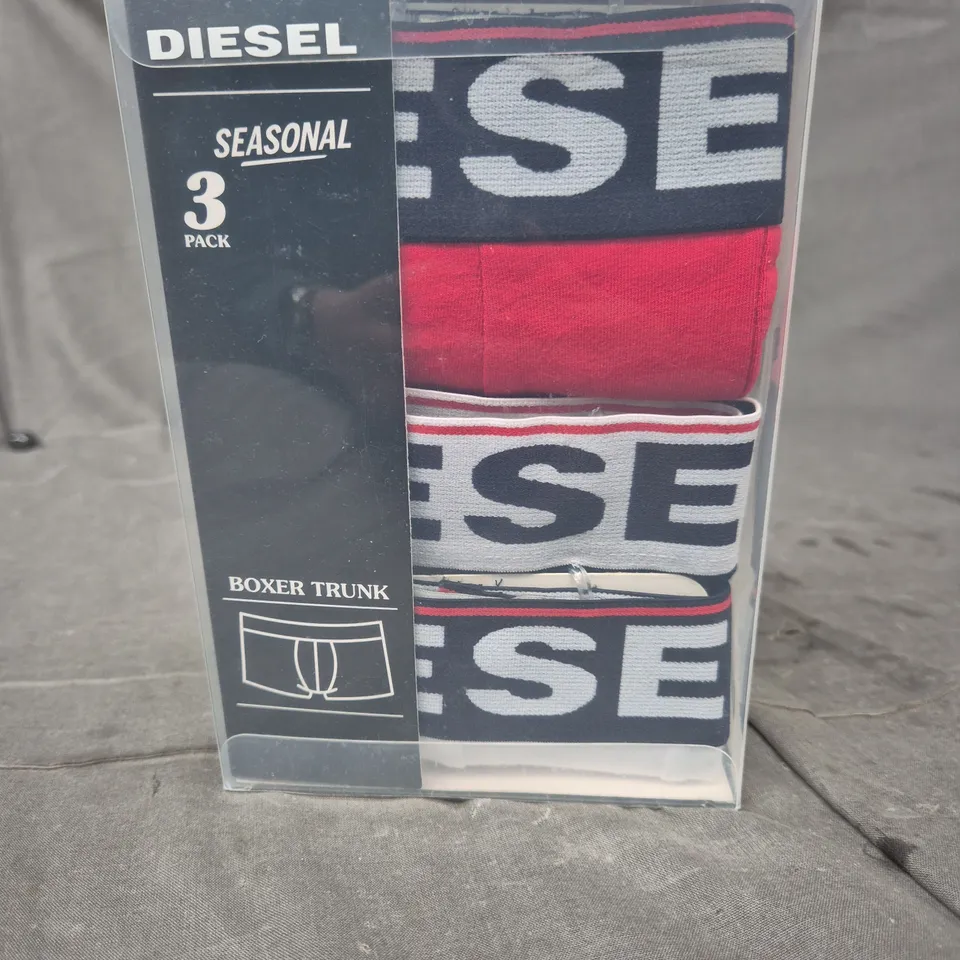 DIESEL
SEASONAL
3
PACK
BOXER TRUNK
ESE
ESE
ESE